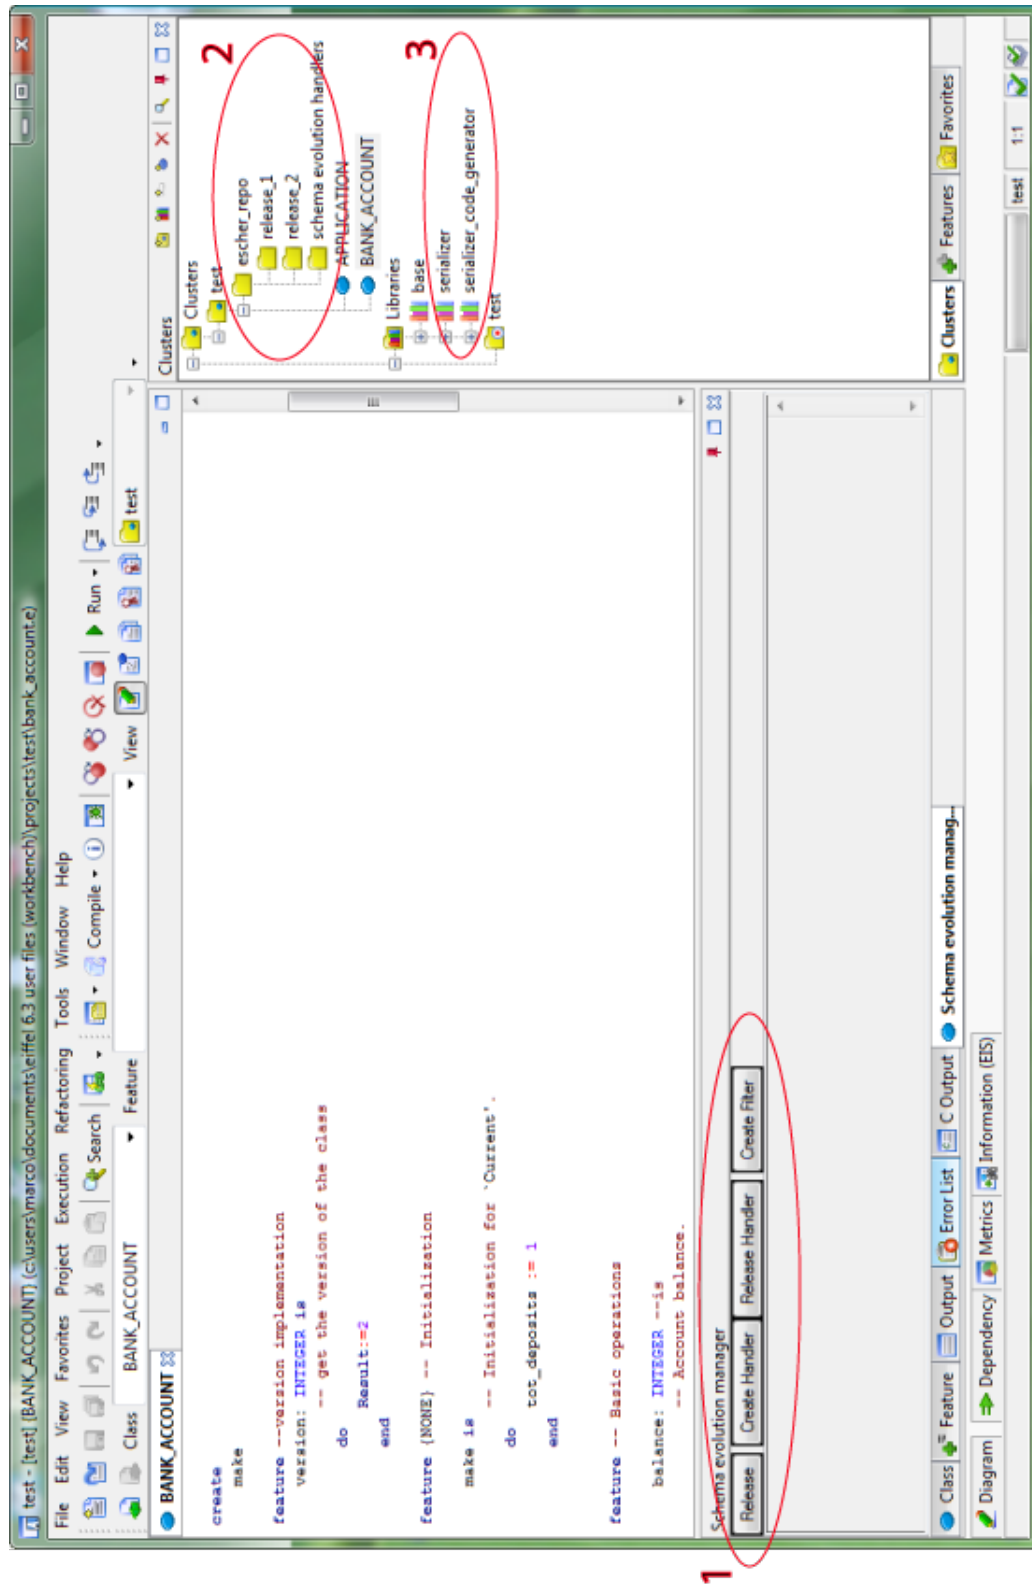 test - [test] [BANK_ACCOUNT] (c:\users\marco\documents\eiffel 6.3 user files (workbench)\projects\test\bank_account.e)
File Edit View Favorites Project Execution Refactoring Tools Window Help
Search Compile Run
Class BANK_ACCOUNT Feature View test
BANK_ACCOUNT
create
make
feature --version implementation
version: INTEGER is
-- get the version of the class
do
Result:=2
end
feature {NONE} -- Initialization
make is
-- Initialization for `Current'.
do
tot_deposits := 1
end
feature -- Basic operations
balance: INTEGER --is
-- Account balance.
Clusters
Clusters
test
escher_repo
release_1
release_2
schema evolution handlers
APPLICATION
BANK_ACCOUNT
Libraries
base
serializer
serializer_code_generator
test
2
3
1
Schema evolution manager
Release Create Handler Release Handler Create Filter
Class Feature Output Error List C Output Schema evolution manag...
Clusters Features Favorites
Diagram Dependency Metrics Information (EIS)
test 1:1